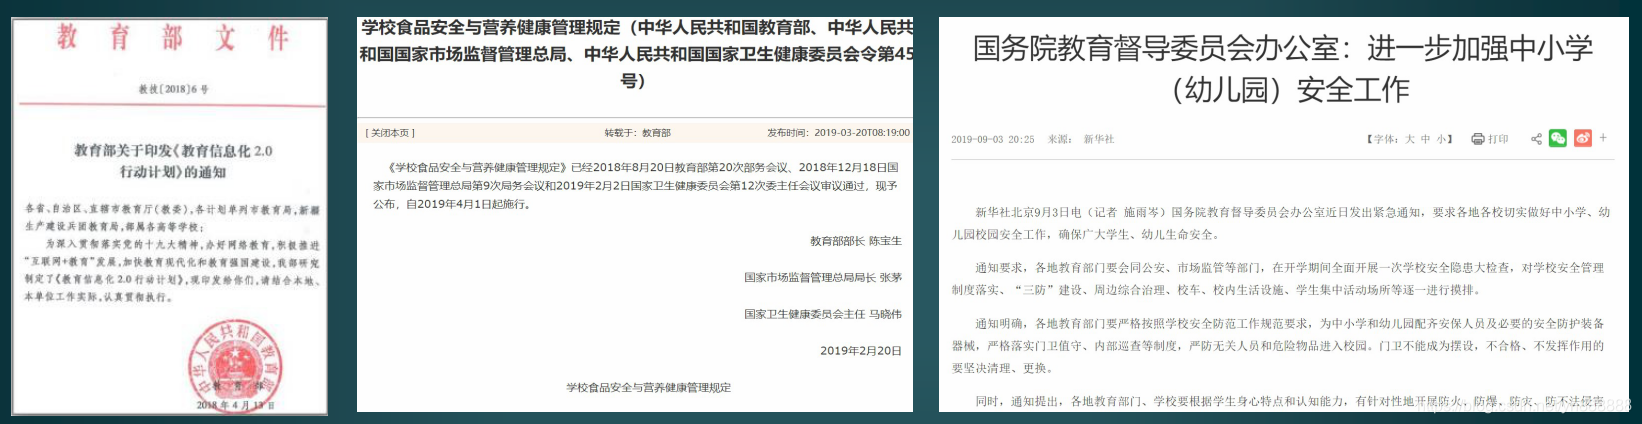 教育部文件
教技〔2018〕6号
教育部关于印发《教育信息化 2.0
行动计划》的通知
各省、自治区、直辖市教育厅(教委),各计划单列市教育局,新疆
生产建设兵团教育局,部属各高等学校:
为深入贯彻落实党的十九大精神,办好网络教育,积极推进
“互联网+教育”发展,加快教育现代化和教育强国建设,我部研究
制定了《教育信息化 2.0 行动计划》,现印发给你们,请结合本地、
本单位工作实际,认真贯彻执行。
中华人民共和国教育部
教育部
2018年4月13日
学校食品安全与营养健康管理规定(中华人民共和国教育部、中华人民共
和国国家市场监督管理总局、中华人民共和国国家卫生健康委员会令第45
号)
[ 关闭本页 ] 转载于:教育部 发布时间:2019-03-20T08:19:00
《学校食品安全与营养健康管理规定》已经2018年8月20日教育部第20次部务会议、2018年12月18日国
家市场监督管理总局第9次局务会议和2019年2月2日国家卫生健康委员会第12次委主任会议审议通过,现予
公布,自2019年4月1日起施行。
教育部部长 陈宝生
国家市场监督管理总局局长 张茅
国家卫生健康委员会主任 马晓伟
2019年2月20日
学校食品安全与营养健康管理规定
国务院教育督导委员会办公室:进一步加强中小学
(幼儿园)安全工作
2019-09-03 20:25 来源: 新华社 【字体: 大 中 小】 打印
新华社北京9月3日电(记者 施雨岑)国务院教育督导委员会办公室近日发出紧急通知,要求各地各校切实做好中小学、幼
儿园校园安全工作,确保广大学生、幼儿生命安全。
通知要求,各地教育部门要会同公安、市场监管等部门,在开学期间全面开展一次学校安全隐患大检查,对学校安全管理
制度落实、“三防”建设、周边综合治理、校车、校内生活设施、学生集中活动场所等逐一进行摸排。
通知明确,各地教育部门要严格按照学校安全防范工作规范要求,为中小学和幼儿园配齐安保人员及必要的安全防护装备
器械,严格落实门卫值守、内部巡查等制度,严防无关人员和危险物品进入校园。门卫不能成为摆设,不合格、不发挥作用的
要坚决清理、更换。
同时,通知提出,各地教育部门、学校要根据学生身心特点和认知能力,有针对性地开展防火、防爆、防灾、防不法侵害